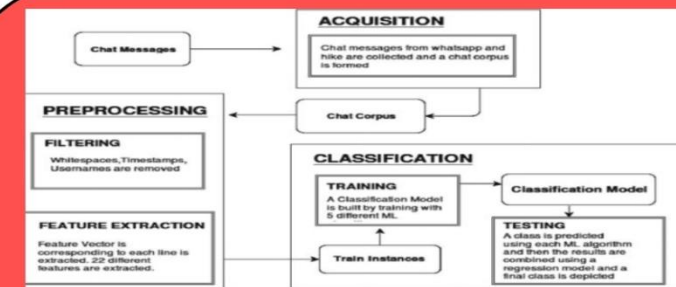 ACQUISITION
Chat Messages
Chat messages from whatsapp and
hike are collected and a chat corpus
is formed
Chat Corpus
PREPROCESSING
FILTERING
Whitespaces,Timestamps,
Usernames are removed
FEATURE EXTRACTION
Feature Vector is
corresponding to each line is
extracted. 22 different
features are extracted.
CLASSIFICATION
TRAINING
A Classification Model
is built by training with
5 different ML
Train Instances
Classification Model
TESTING
A class is predicted
using each ML algorithm
and then the results are
combined using a
regression model and a
final class is depicted